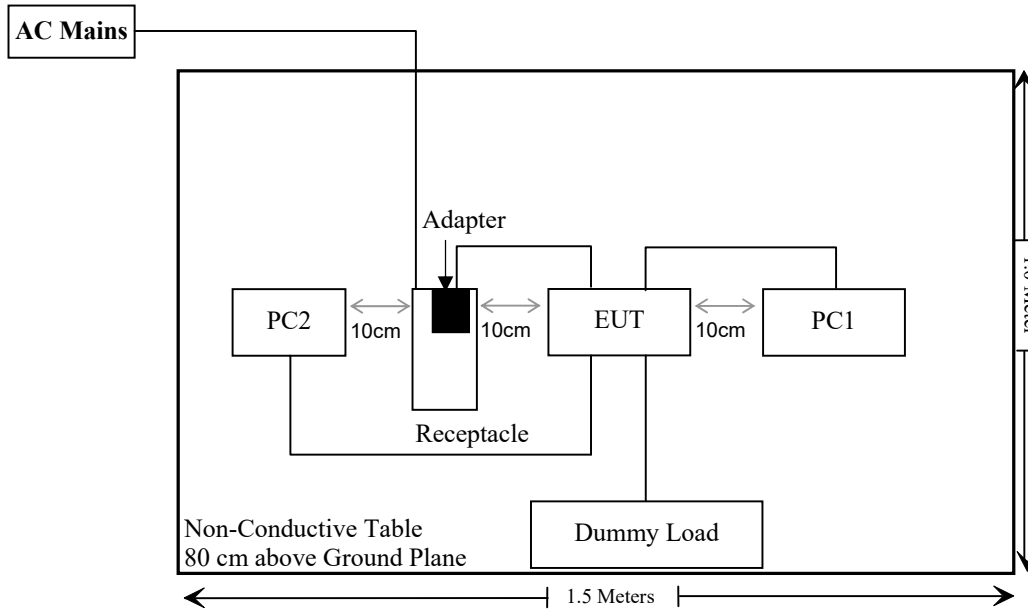 AC Mains
Adapter
PC2
10cm
10cm
EUT
10cm
PC1
Receptacle
Non-Conductive Table
80 cm above Ground Plane
Dummy Load
1.5 Meters